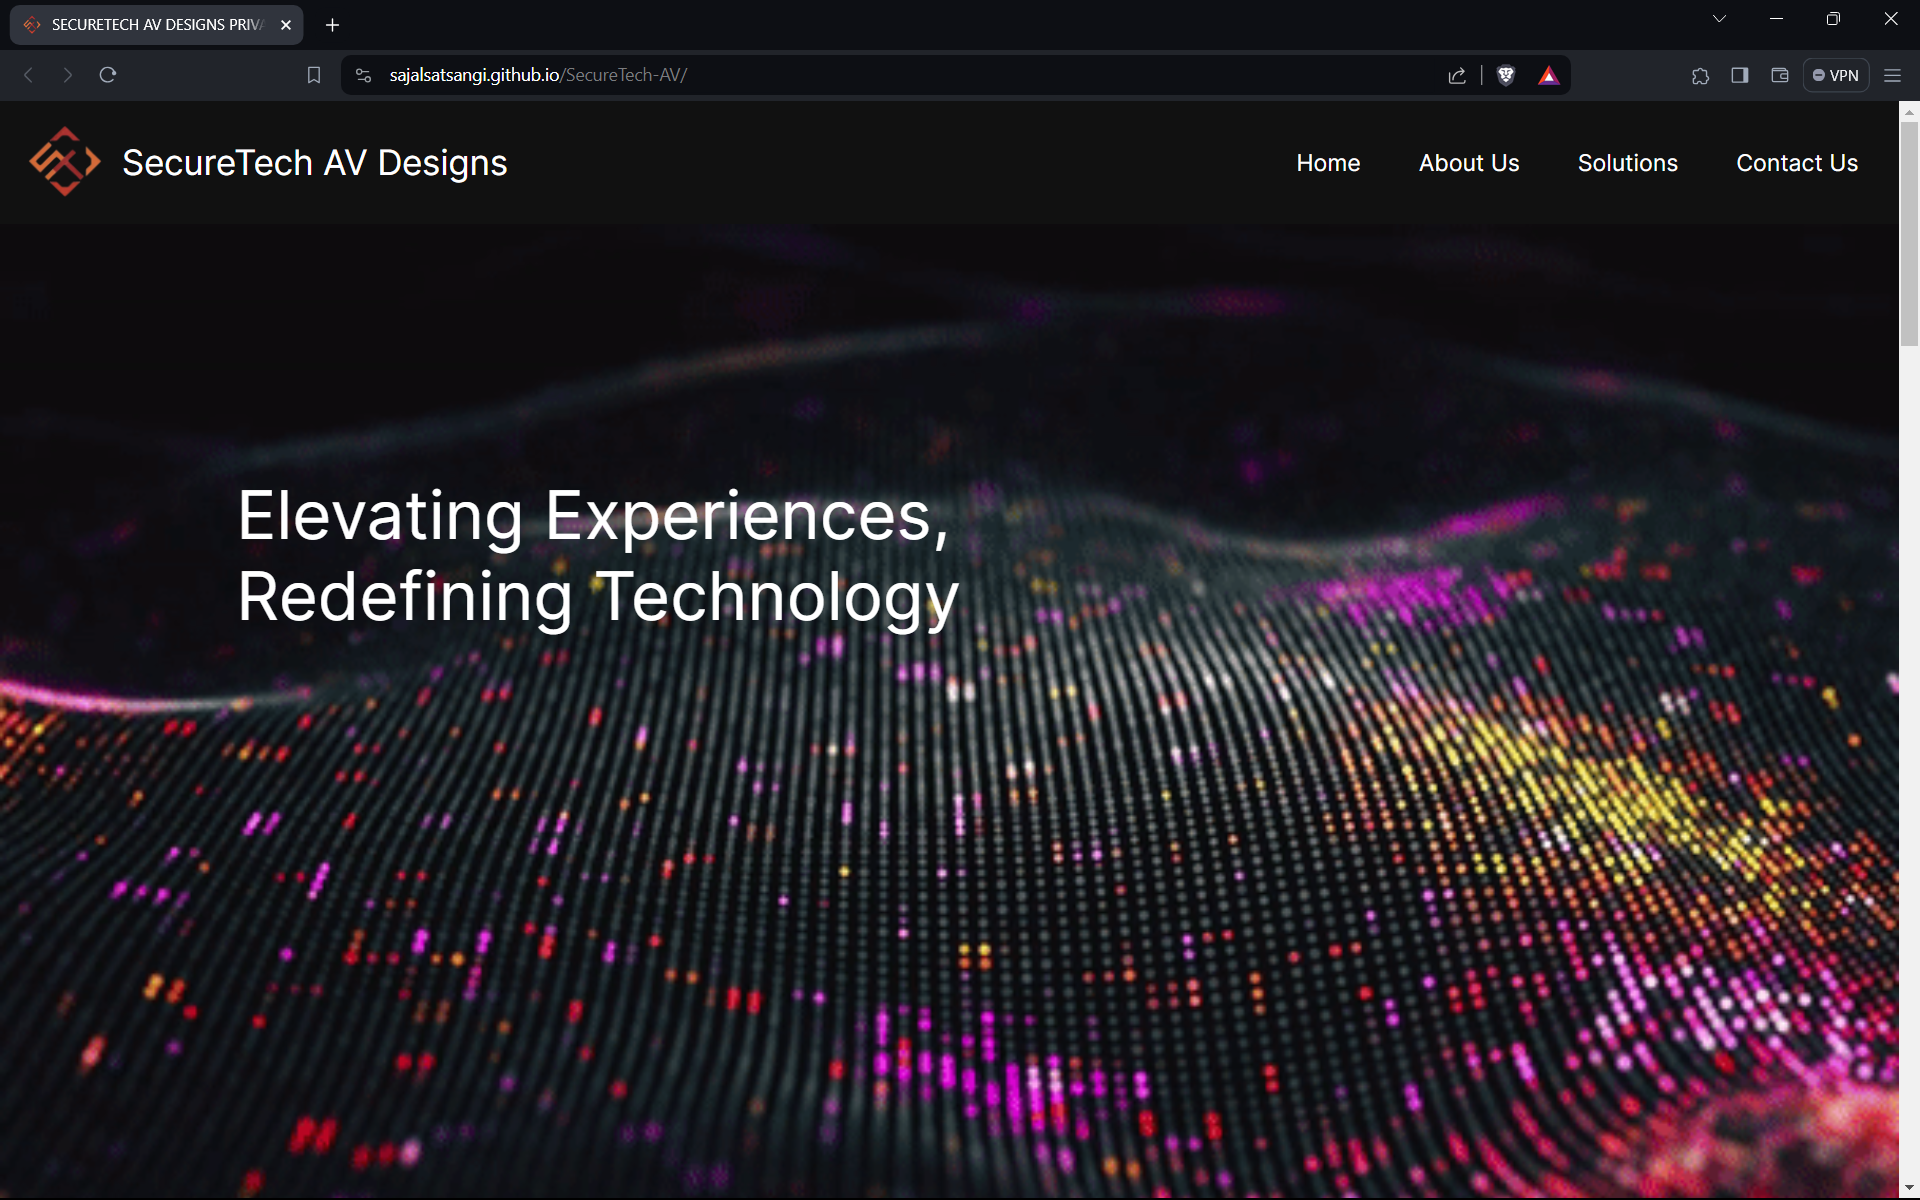 SECURETECH AV DESIGNS PRIV
sajalsatsangi.github.io/SecureTech-AV/
VPN
SecureTech AV Designs
Home
About Us
Solutions
Contact Us
Elevating Experiences,
Redefining Technology